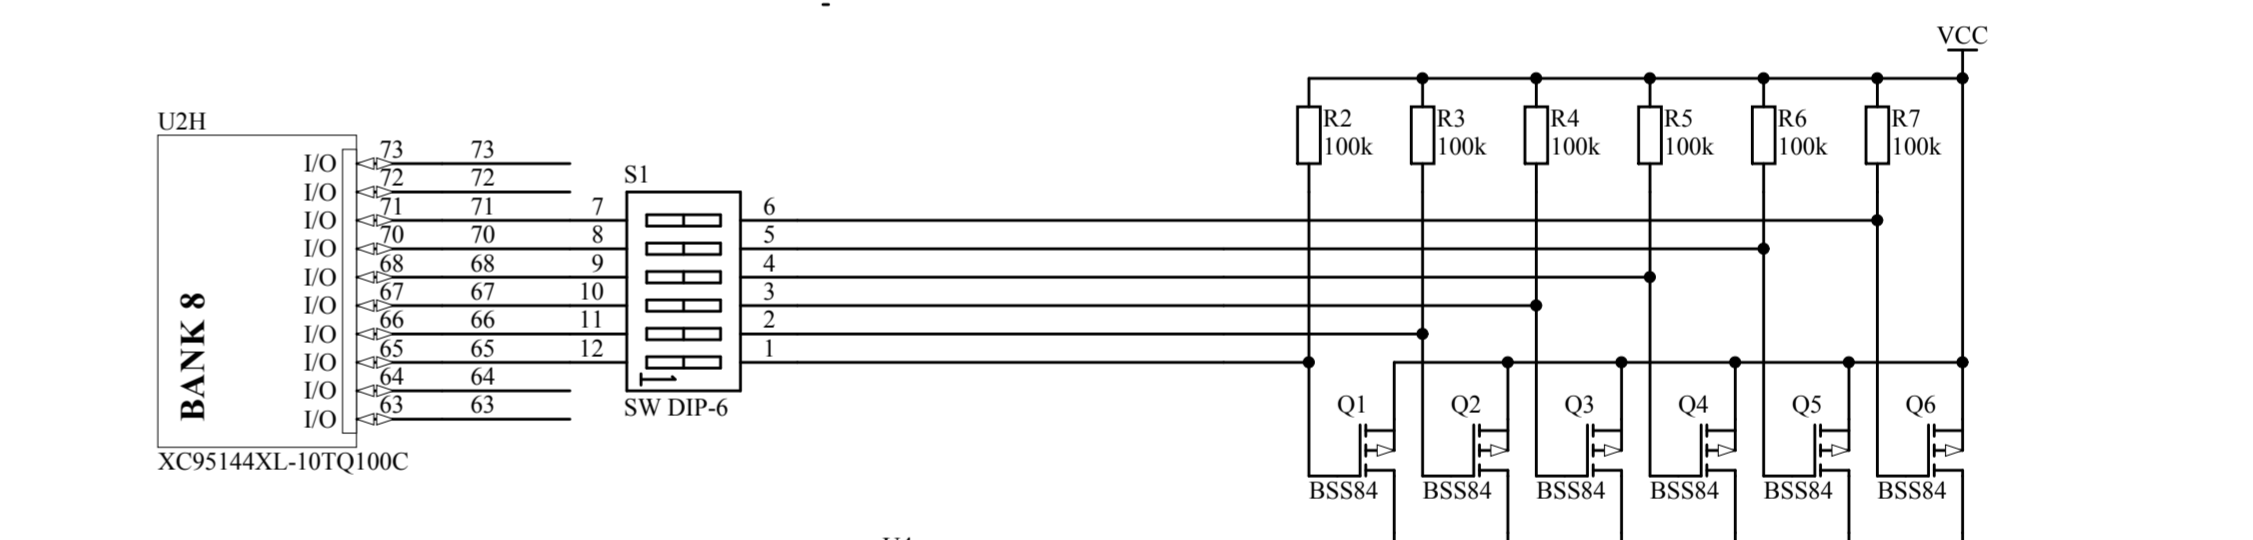 VCC
U2H
R2 R3 R4 R5 R6 R7
100k 100k 100k 100k 100k 100k
I/O 73 73
S1
I/O 72 72
I/O 71 71 7 6
I/O 70 70 8 5
I/O 68 68 9 4
I/O 67 67 10 3
I/O 66 66 11 2
I/O 65 65 12 1
I/O 64 64
I/O 63 63
BANK 8
SW DIP-6
Q1 Q2 Q3 Q4 Q5 Q6
XC95144XL-10TQ100C
BSS84 BSS84 BSS84 BSS84 BSS84 BSS84